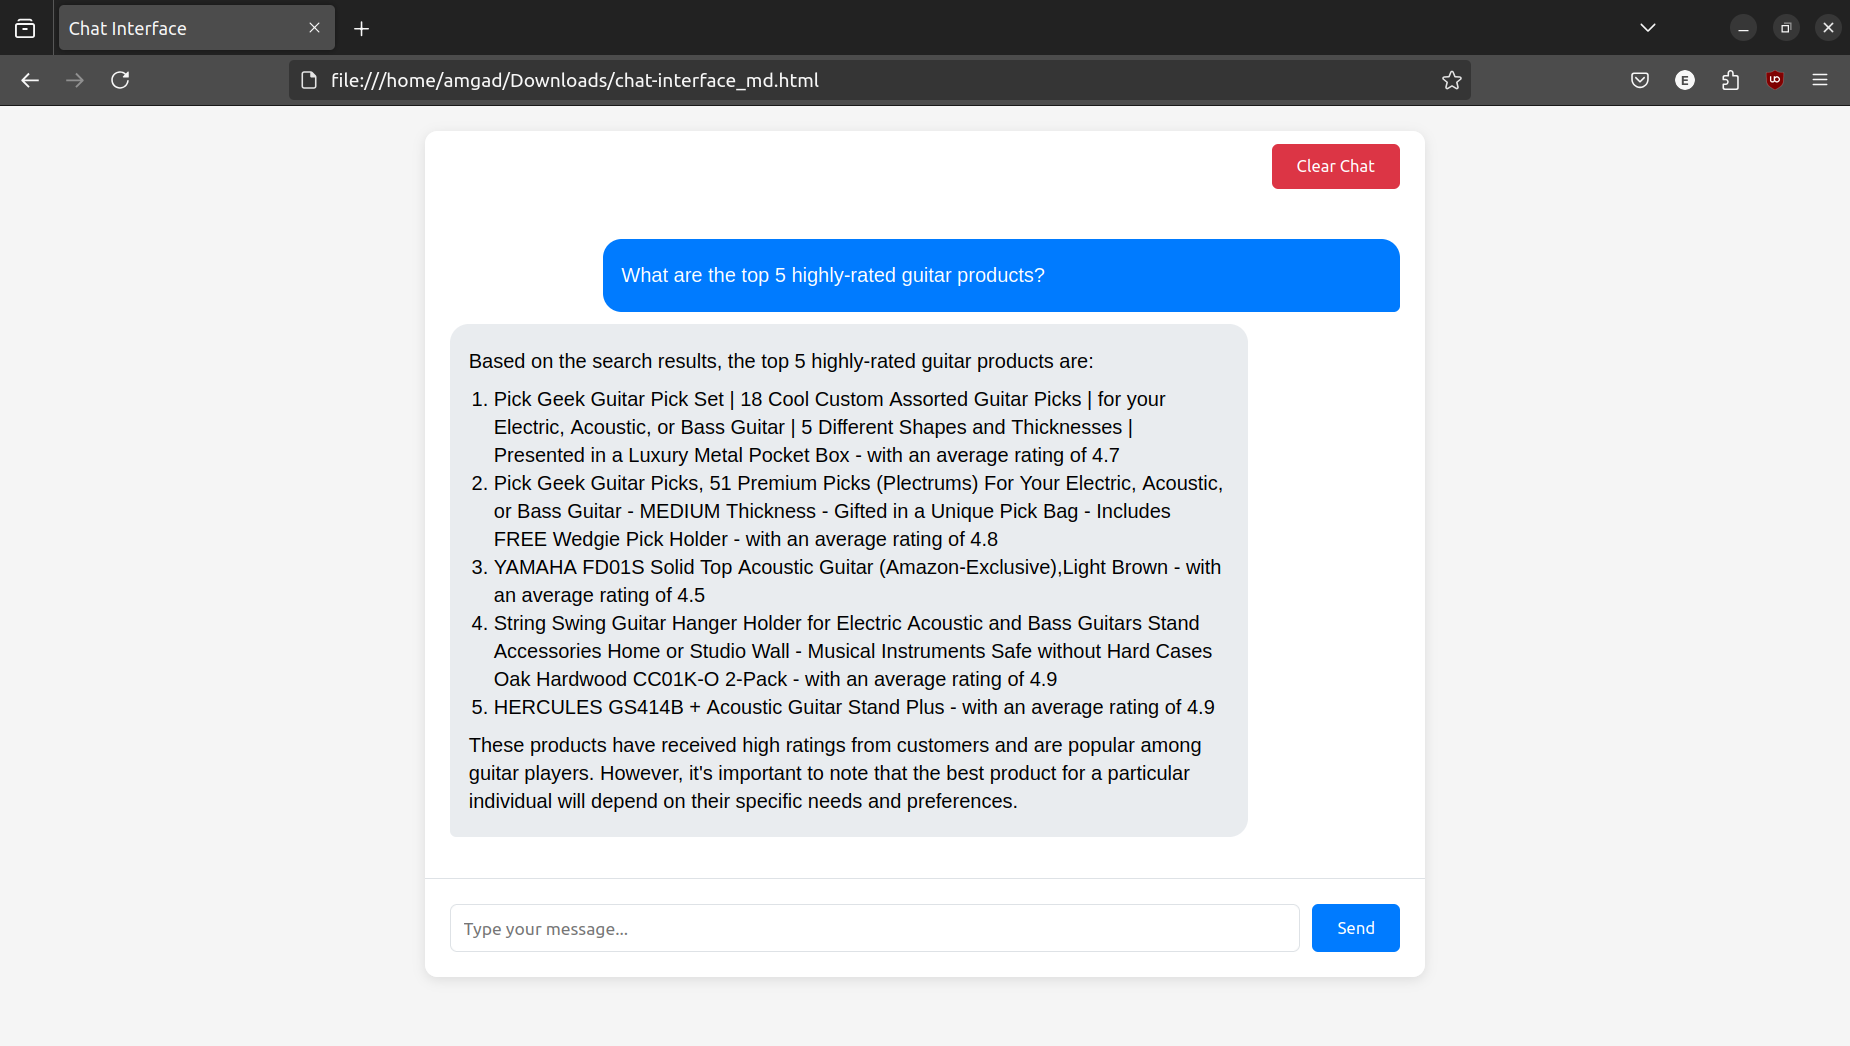 Chat Interface
file:///home/amgad/Downloads/chat-interface_md.html
E
Clear Chat
What are the top 5 highly-rated guitar products?
Based on the search results, the top 5 highly-rated guitar products are:
1. Pick Geek Guitar Pick Set | 18 Cool Custom Assorted Guitar Picks | for your
Electric, Acoustic, or Bass Guitar | 5 Different Shapes and Thicknesses |
Presented in a Luxury Metal Pocket Box - with an average rating of 4.7
2. Pick Geek Guitar Picks, 51 Premium Picks (Plectrums) For Your Electric, Acoustic,
or Bass Guitar - MEDIUM Thickness - Gifted in a Unique Pick Bag - Includes
FREE Wedgie Pick Holder - with an average rating of 4.8
3. YAMAHA FD01S Solid Top Acoustic Guitar (Amazon-Exclusive),Light Brown - with
an average rating of 4.5
4. String Swing Guitar Hanger Holder for Electric Acoustic and Bass Guitars Stand
Accessories Home or Studio Wall - Musical Instruments Safe without Hard Cases
Oak Hardwood CC01K-O 2-Pack - with an average rating of 4.9
5. HERCULES GS414B + Acoustic Guitar Stand Plus - with an average rating of 4.9
These products have received high ratings from customers and are popular among
guitar players. However, it's important to note that the best product for a particular
individual will depend on their specific needs and preferences.
Type your message...
Send